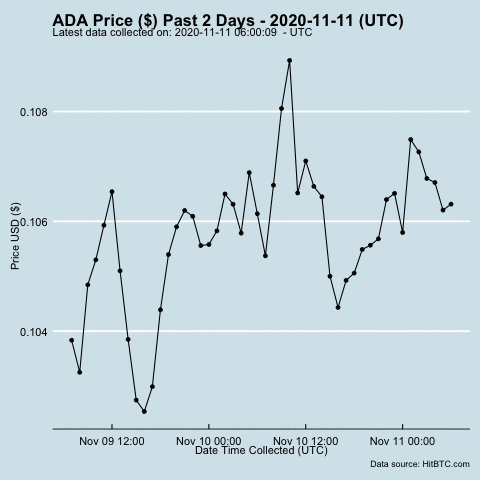 ADA Price ($) Past 2 Days - 2020-11-11 (UTC)
Latest data collected on: 2020-11-11 06:00:09 - UTC
0.108
0.106
0.104
Price USD ($)
Nov 09 12:00 Nov 10 00:00 Nov 10 12:00 Nov 11 00:00
Date Time Collected (UTC)
Data source: HitBTC.com